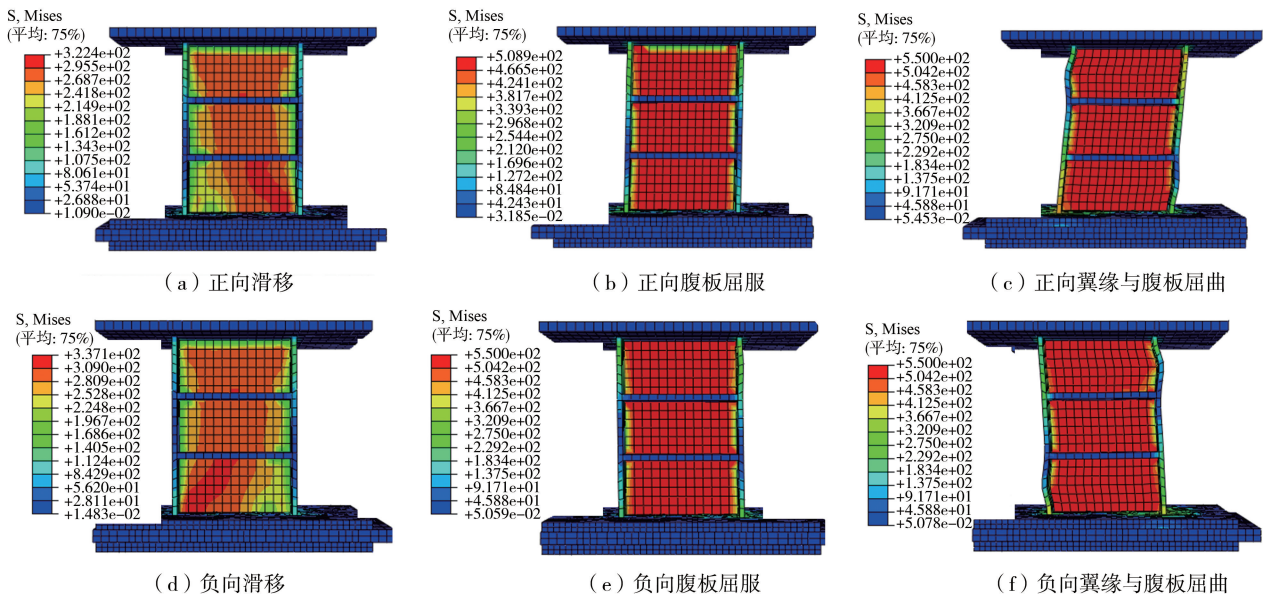 S, Mises
(平均: 75%)
+3.224e+02
+2.955e+02
+2.687e+02
+2.418e+02
+2.149e+02
+1.881e+02
+1.612e+02
+1.343e+02
+1.075e+02
+8.061e+01
+5.374e+01
+2.688e+01
+1.090e-02
(a)正向滑移
S, Mises
(平均: 75%)
+5.089e+02
+4.665e+02
+4.241e+02
+3.817e+02
+3.393e+02
+2.968e+02
+2.544e+02
+2.120e+02
+1.696e+02
+1.272e+02
+8.484e+01
+4.243e+01
+3.185e-02
(b)正向腹板屈服
S, Mises
(平均: 75%)
+5.500e+02
+5.042e+02
+4.583e+02
+4.125e+02
+3.667e+02
+3.209e+02
+2.750e+02
+2.292e+02
+1.834e+02
+1.375e+02
+9.171e+01
+4.588e+01
+5.453e-02
(c)正向翼缘与腹板屈曲
S, Mises
(平均: 75%)
+3.371e+02
+3.090e+02
+2.809e+02
+2.528e+02
+2.248e+02
+1.967e+02
+1.686e+02
+1.405e+02
+1.124e+02
+8.429e+01
+5.620e+01
+2.811e+01
+1.483e-02
(d)负向滑移
S, Mises
(平均: 75%)
+5.500e+02
+5.042e+02
+4.583e+02
+4.125e+02
+3.667e+02
+3.209e+02
+2.750e+02
+2.292e+02
+1.834e+02
+1.375e+02
+9.171e+01
+4.588e+01
+5.059e-02
(e)负向腹板屈服
S, Mises
(平均: 75%)
+5.500e+02
+5.042e+02
+4.583e+02
+4.125e+02
+3.667e+02
+3.209e+02
+2.750e+02
+2.292e+02
+1.834e+02
+1.375e+02
+9.171e+01
+4.588e+01
+5.078e-02
(f)负向翼缘与腹板屈曲